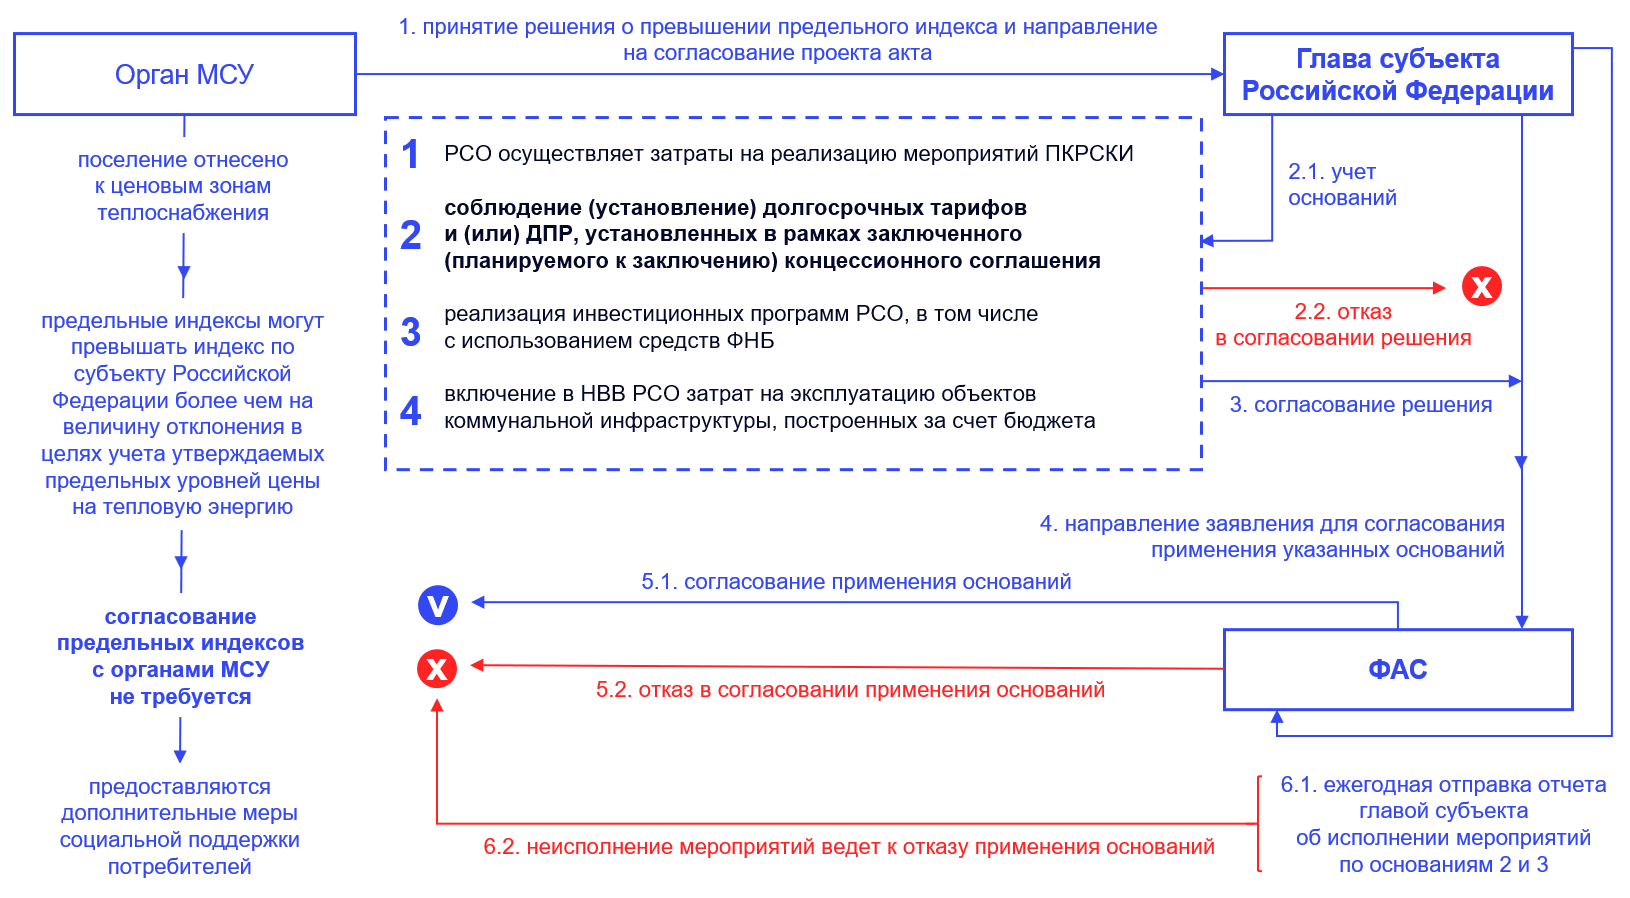 1. принятие решения о превышении предельного индекса и направление
на согласование проекта акта
Орган МСУ
Глава субъекта
Российской Федерации
поселение отнесено
к ценовым зонам
теплоснабжения
предельные индексы могут
превышать индекс по
субъекту Российской
Федерации более чем на
величину отклонения в
целях учета утверждаемых
предельных уровней цены
на тепловую энергию
согласование
предельных индексов
с органами МСУ
не требуется
предоставляются
дополнительные меры
социальной поддержки
потребителей
1 РСО осуществляет затраты на реализацию мероприятий ПКРСКИ
2 соблюдение (установление) долгосрочных тарифов
и (или) ДПР, установленных в рамках заключенного
(планируемого к заключению) концессионного соглашения
3 реализация инвестиционных программ РСО, в том числе
с использованием средств ФНБ
4 включение в НВВ РСО затрат на эксплуатацию объектов
коммунальной инфраструктуры, построенных за счет бюджета
2.1. учет
оснований
X
2.2. отказ
в согласовании решения
3. согласование решения
4. направление заявления для согласования
применения указанных оснований
5.1. согласование применения оснований
V
X
5.2. отказ в согласовании применения оснований
ФАС
6.1. ежегодная отправка отчета
главой субъекта
об исполнении мероприятий
по основаниям 2 и 3
6.2. неисполнение мероприятий ведет к отказу применения оснований